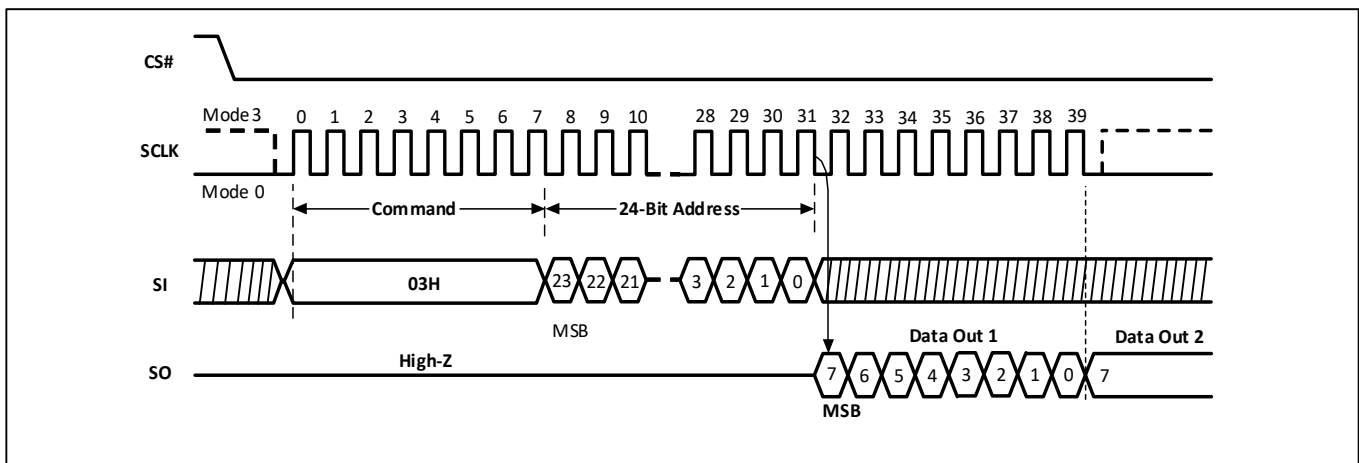 CS#
Mode 3 0 1 2 3 4 5 6 7 8 9 10 28 29 30 31 32 33 34 35 36 37 38 39
SCLK
Mode 0
Command 24-Bit Address
SI 03H 23 22 21 3 2 1 0
MSB
Data Out 1 Data Out 2
High-Z
SO 7 6 5 4 3 2 1 0 7
MSB